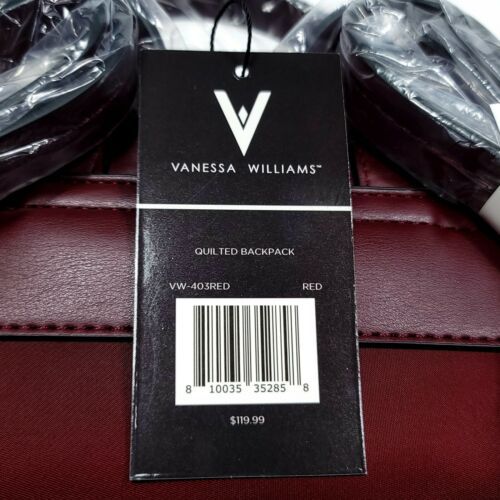 VANESSA WILLIAMS™
QUILTED BACKPACK
VW-403RED RED
8 10035 35285 8
$119.99